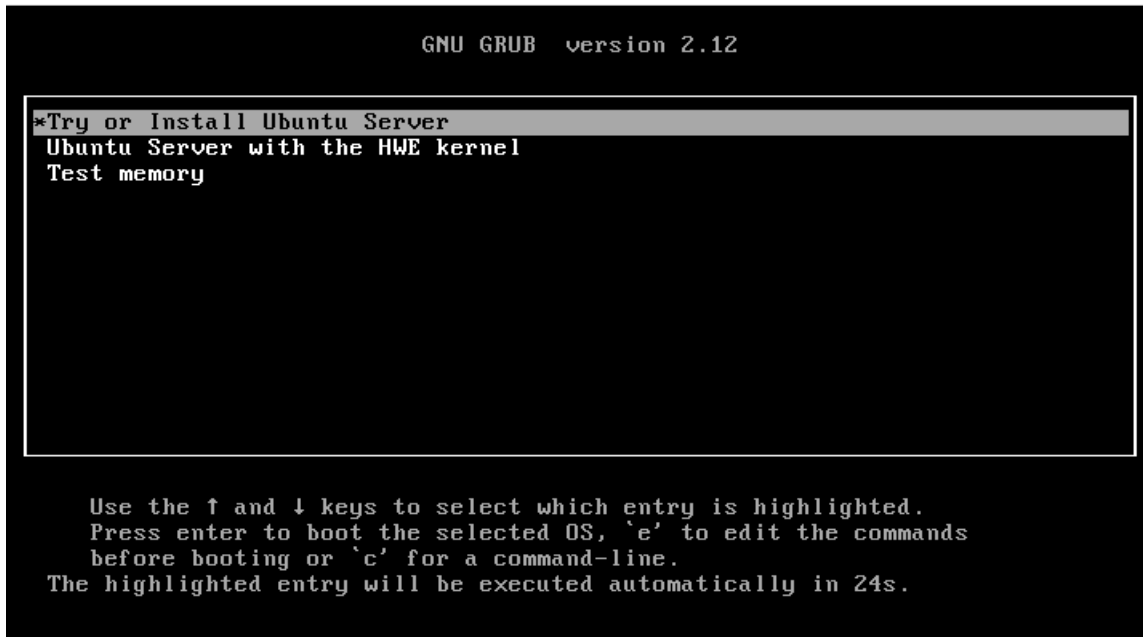 GNU GRUB version 2.12
*Try or Install Ubuntu Server
Ubuntu Server with the HWE kernel
Test memory
Use the ↑ and ↓ keys to select which entry is highlighted.
Press enter to boot the selected OS, `e' to edit the commands
before booting or `c' for a command-line.
The highlighted entry will be executed automatically in 24s.